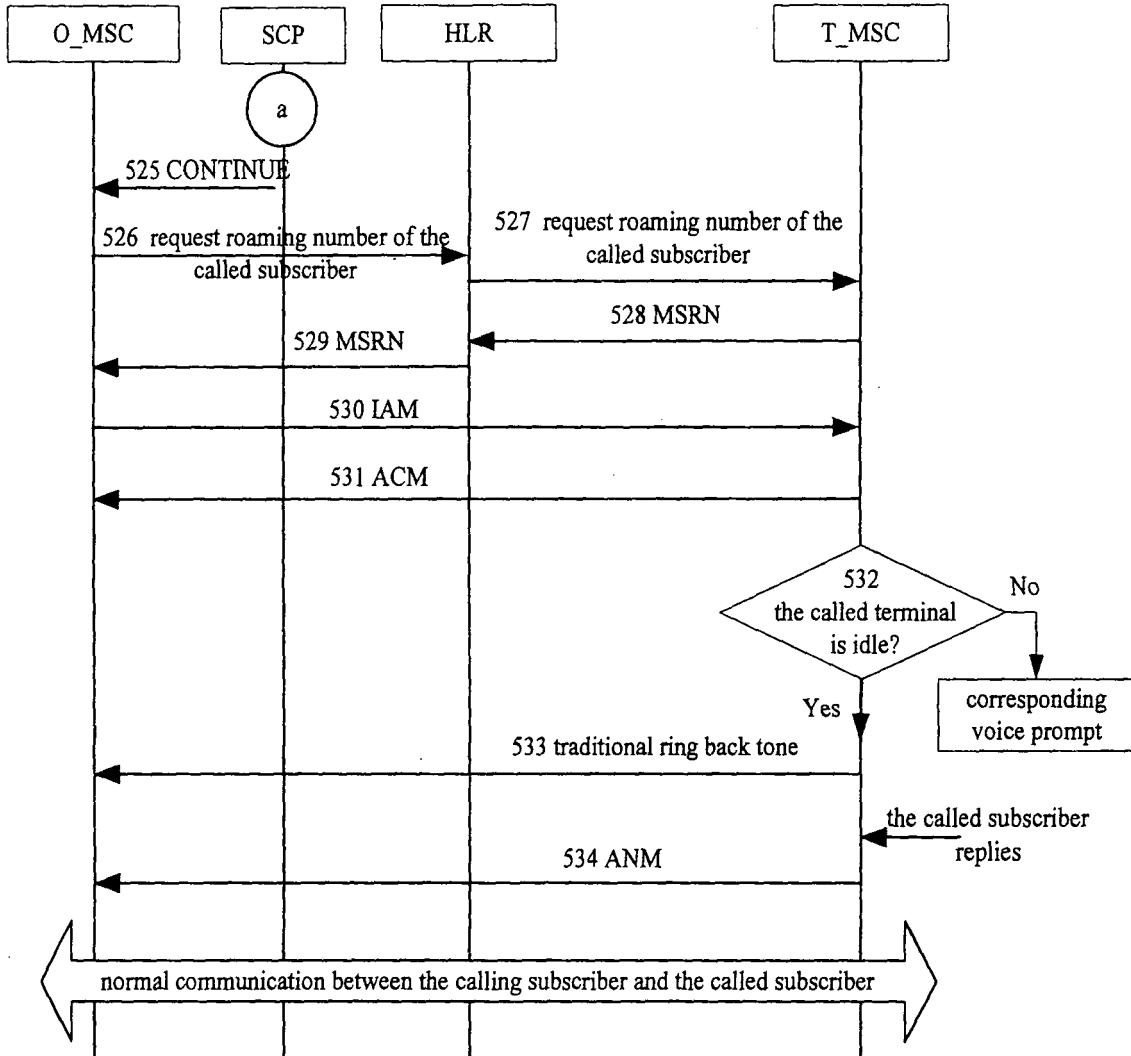 O_MSC
SCP
HLR
T_MSC
a
525 CONTINUE
526 request roaming number of the
called subscriber
527 request roaming number of the
called subscriber
528 MSRN
529 MSRN
530 IAM
531 ACM
532
the called terminal
is idle?
No
Yes
corresponding
voice prompt
533 traditional ring back tone
the called subscriber
replies
534 ANM
normal communication between the calling subscriber and the called subscriber